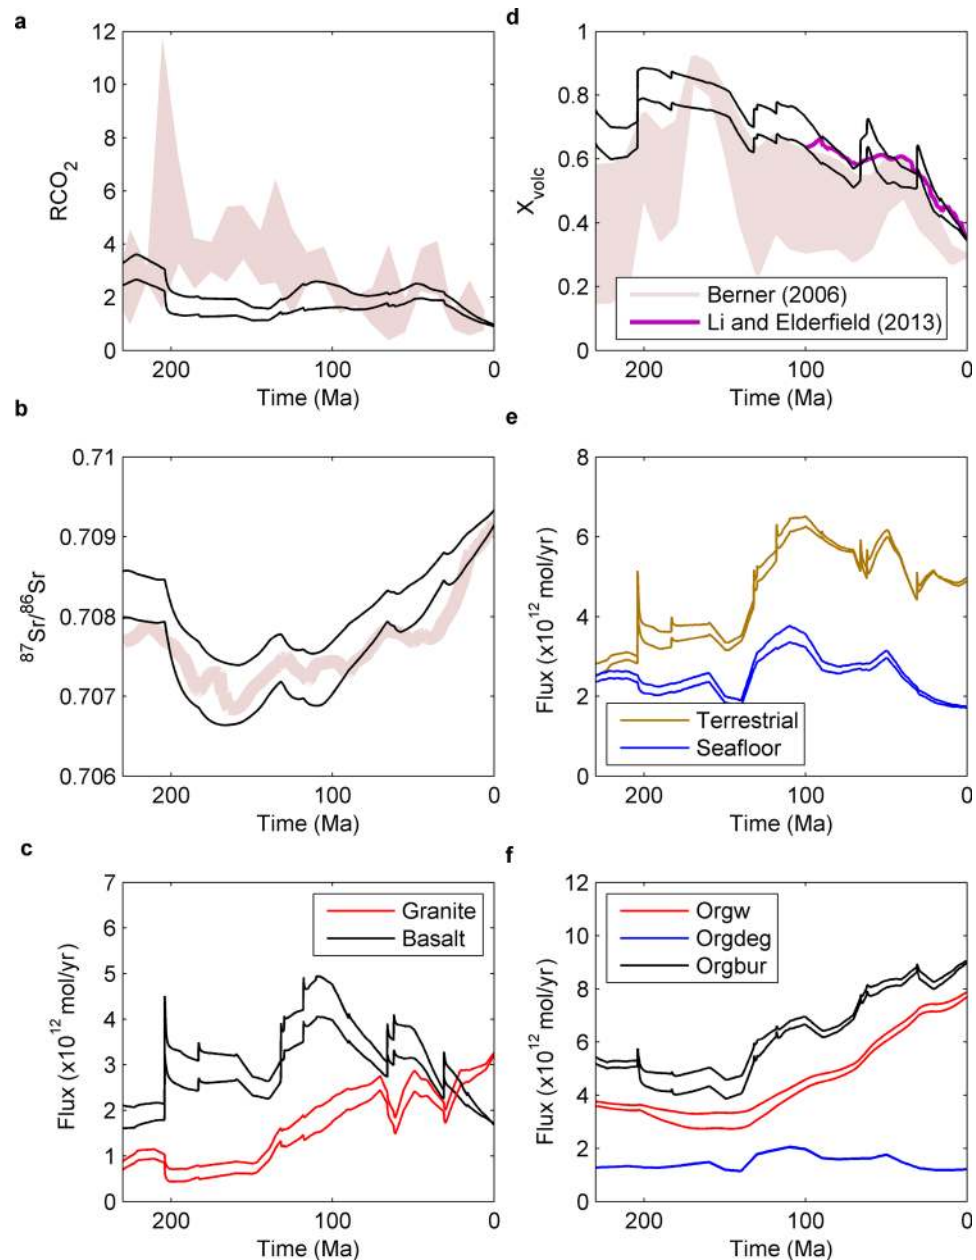 a
12
10
8
6
4
2
0
RCO2
200
100
0
Time (Ma)
b
0.71
0.709
0.708
0.707
0.706
87Sr/86Sr
200
100
0
Time (Ma)
c
7
6
5
4
3
2
1
0
Flux (x10^12 mol/yr)
Granite
Basalt
200
100
0
Time (Ma)
d
1
0.8
0.6
0.4
0.2
0
Xvolc
Berner (2006)
Li and Elderfield (2013)
200
100
0
Time (Ma)
e
8
6
4
2
0
Flux (x10^12 mol/yr)
Terrestrial
Seafloor
200
100
0
Time (Ma)
f
12
10
8
6
4
2
0
Flux (x10^12 mol/yr)
Orgw
Orgdeg
Orgbur
200
100
0
Time (Ma)